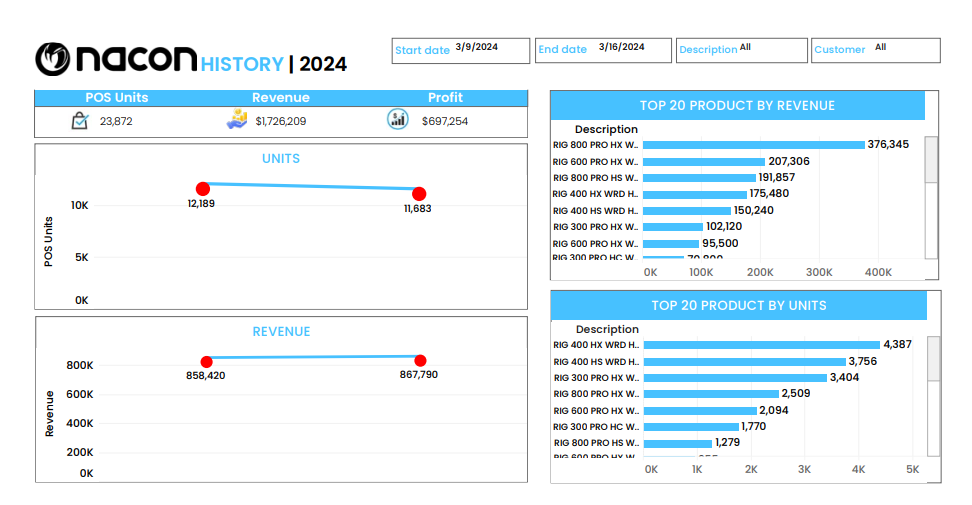 nacon HISTORY | 2024
Start date 3/9/2024
End date 3/16/2024
Description All
Customer All
POS Units Revenue Profit
23,872 $1,726,209 $697,254
UNITS
POS Units
10K
5K
0K
12,189
11,683
REVENUE
Revenue
800K
600K
400K
200K
0K
858,420
867,790
TOP 20 PRODUCT BY REVENUE
Description
RIG 800 PRO HX W.. 376,345
RIG 600 PRO HX W.. 207,306
RIG 800 PRO HS W.. 191,857
RIG 400 HX WRD H.. 175,480
RIG 400 HS WRD H.. 150,240
RIG 300 PRO HX W.. 102,120
RIG 600 PRO HX W.. 95,500
RIG 300 PRO HC W..
0K 100K 200K 300K 400K
TOP 20 PRODUCT BY UNITS
Description
RIG 400 HX WRD H.. 4,387
RIG 400 HS WRD H.. 3,756
RIG 300 PRO HX W.. 3,404
RIG 800 PRO HX W.. 2,509
RIG 600 PRO HX W.. 2,094
RIG 300 PRO HC W.. 1,770
RIG 800 PRO HS W.. 1,279
RIG 600 PRO HX W..
0K 1K 2K 3K 4K 5K